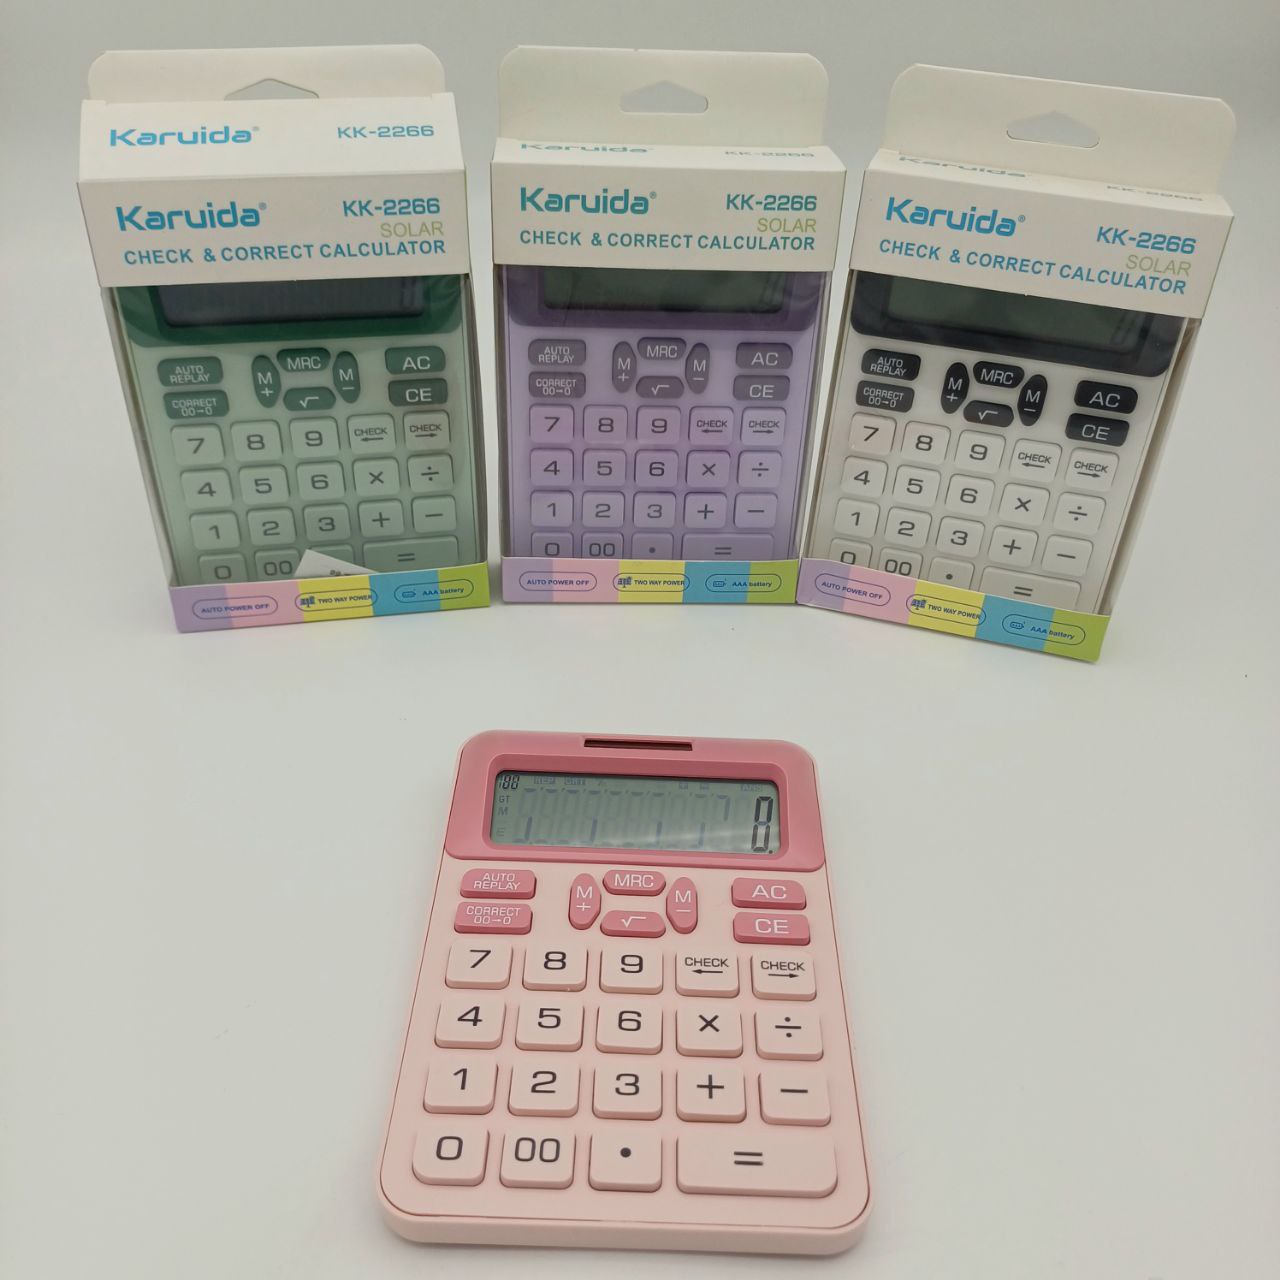 Karuida® KK-2266
Karuida® KK-2266
SOLAR
CHECK & CORRECT CALCULATOR
AUTO REPLAY
M+
MRC
M-
AC
CORRECT 00→0
√
CE
7 8 9 CHECK← CHECK→
4 5 6 × ÷
1 2 3 + −
0 00 =
AUTO POWER OFF
TWO WAY POWER
AAA battery
Karuida KK-2266
Karuida® KK-2266
SOLAR
CHECK & CORRECT CALCULATOR
AUTO REPLAY
M+
MRC
M-
AC
CORRECT 00→0
√
CE
7 8 9 CHECK← CHECK→
4 5 6 × ÷
1 2 3 + −
0 00 . =
AUTO POWER OFF
TWO WAY POWER
AAA battery
Karuida KK-2266
Karuida® KK-2266
SOLAR
CHECK & CORRECT CALCULATOR
AUTO REPLAY
M+
MRC
M-
AC
CORRECT 00→0
√
CE
7 8 9 CHECK← CHECK→
4 5 6 × ÷
1 2 3 + −
0 00 . =
AUTO POWER OFF
TWO WAY POWER
AAA battery
GT
M
E
AUTO REPLAY
M+
MRC
M-
AC
CORRECT 00→0
√
CE
7 8 9 CHECK← CHECK→
4 5 6 × ÷
1 2 3 + −
0 00 . =